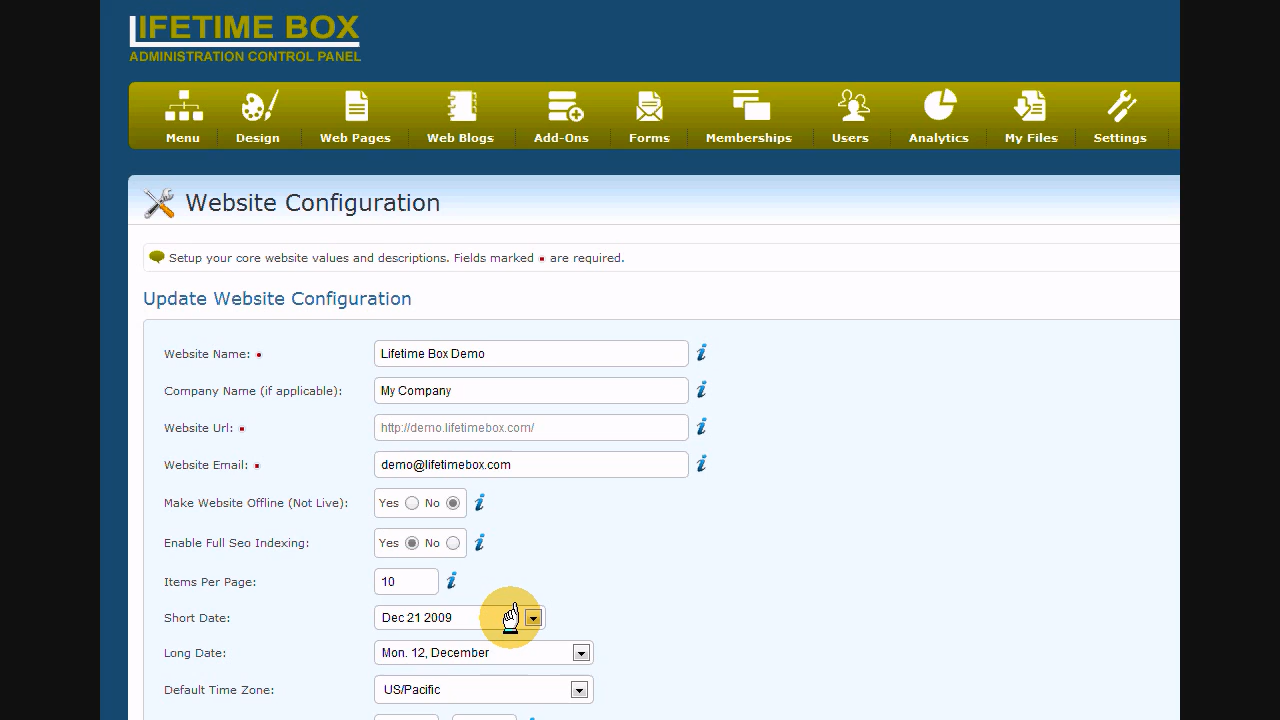 LIFETIME BOX
ADMINISTRATION CONTROL PANEL
Menu Design Web Pages Web Blogs Add-Ons Forms Memberships Users Analytics My Files Settings
Website Configuration
Setup your core website values and descriptions. Fields marked ▪ are required.
Update Website Configuration
Website Name: ▪ Lifetime Box Demo
Company Name (if applicable): My Company
Website Url: ▪ http://demo.lifetimebox.com/
Website Email: ▪ demo@lifetimebox.com
Make Website Offline (Not Live): Yes No
Enable Full Seo Indexing: Yes No
Items Per Page: 10
Short Date: Dec 21 2009
Long Date: Mon. 12, December
Default Time Zone: US/Pacific